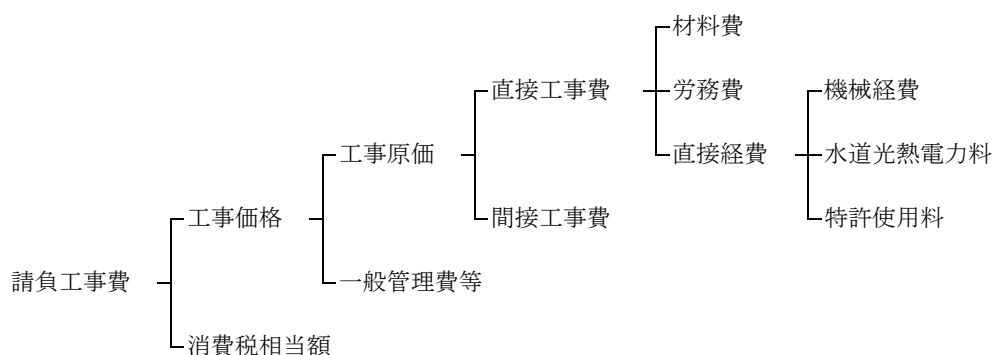 材料費
直接工事費
労務費
機械経費
工事原価
直接経費
水道光熱電力料
工事価格
間接工事費
特許使用料
請負工事費
一般管理費等
消費税相当額